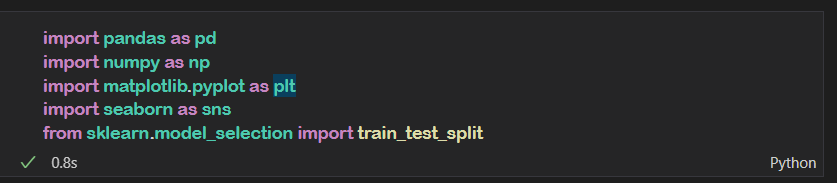 import pandas as pd
import numpy as np
import matplotlib.pyplot as plt
import seaborn as sns
from sklearn.model_selection import train_test_split
0.8s Python